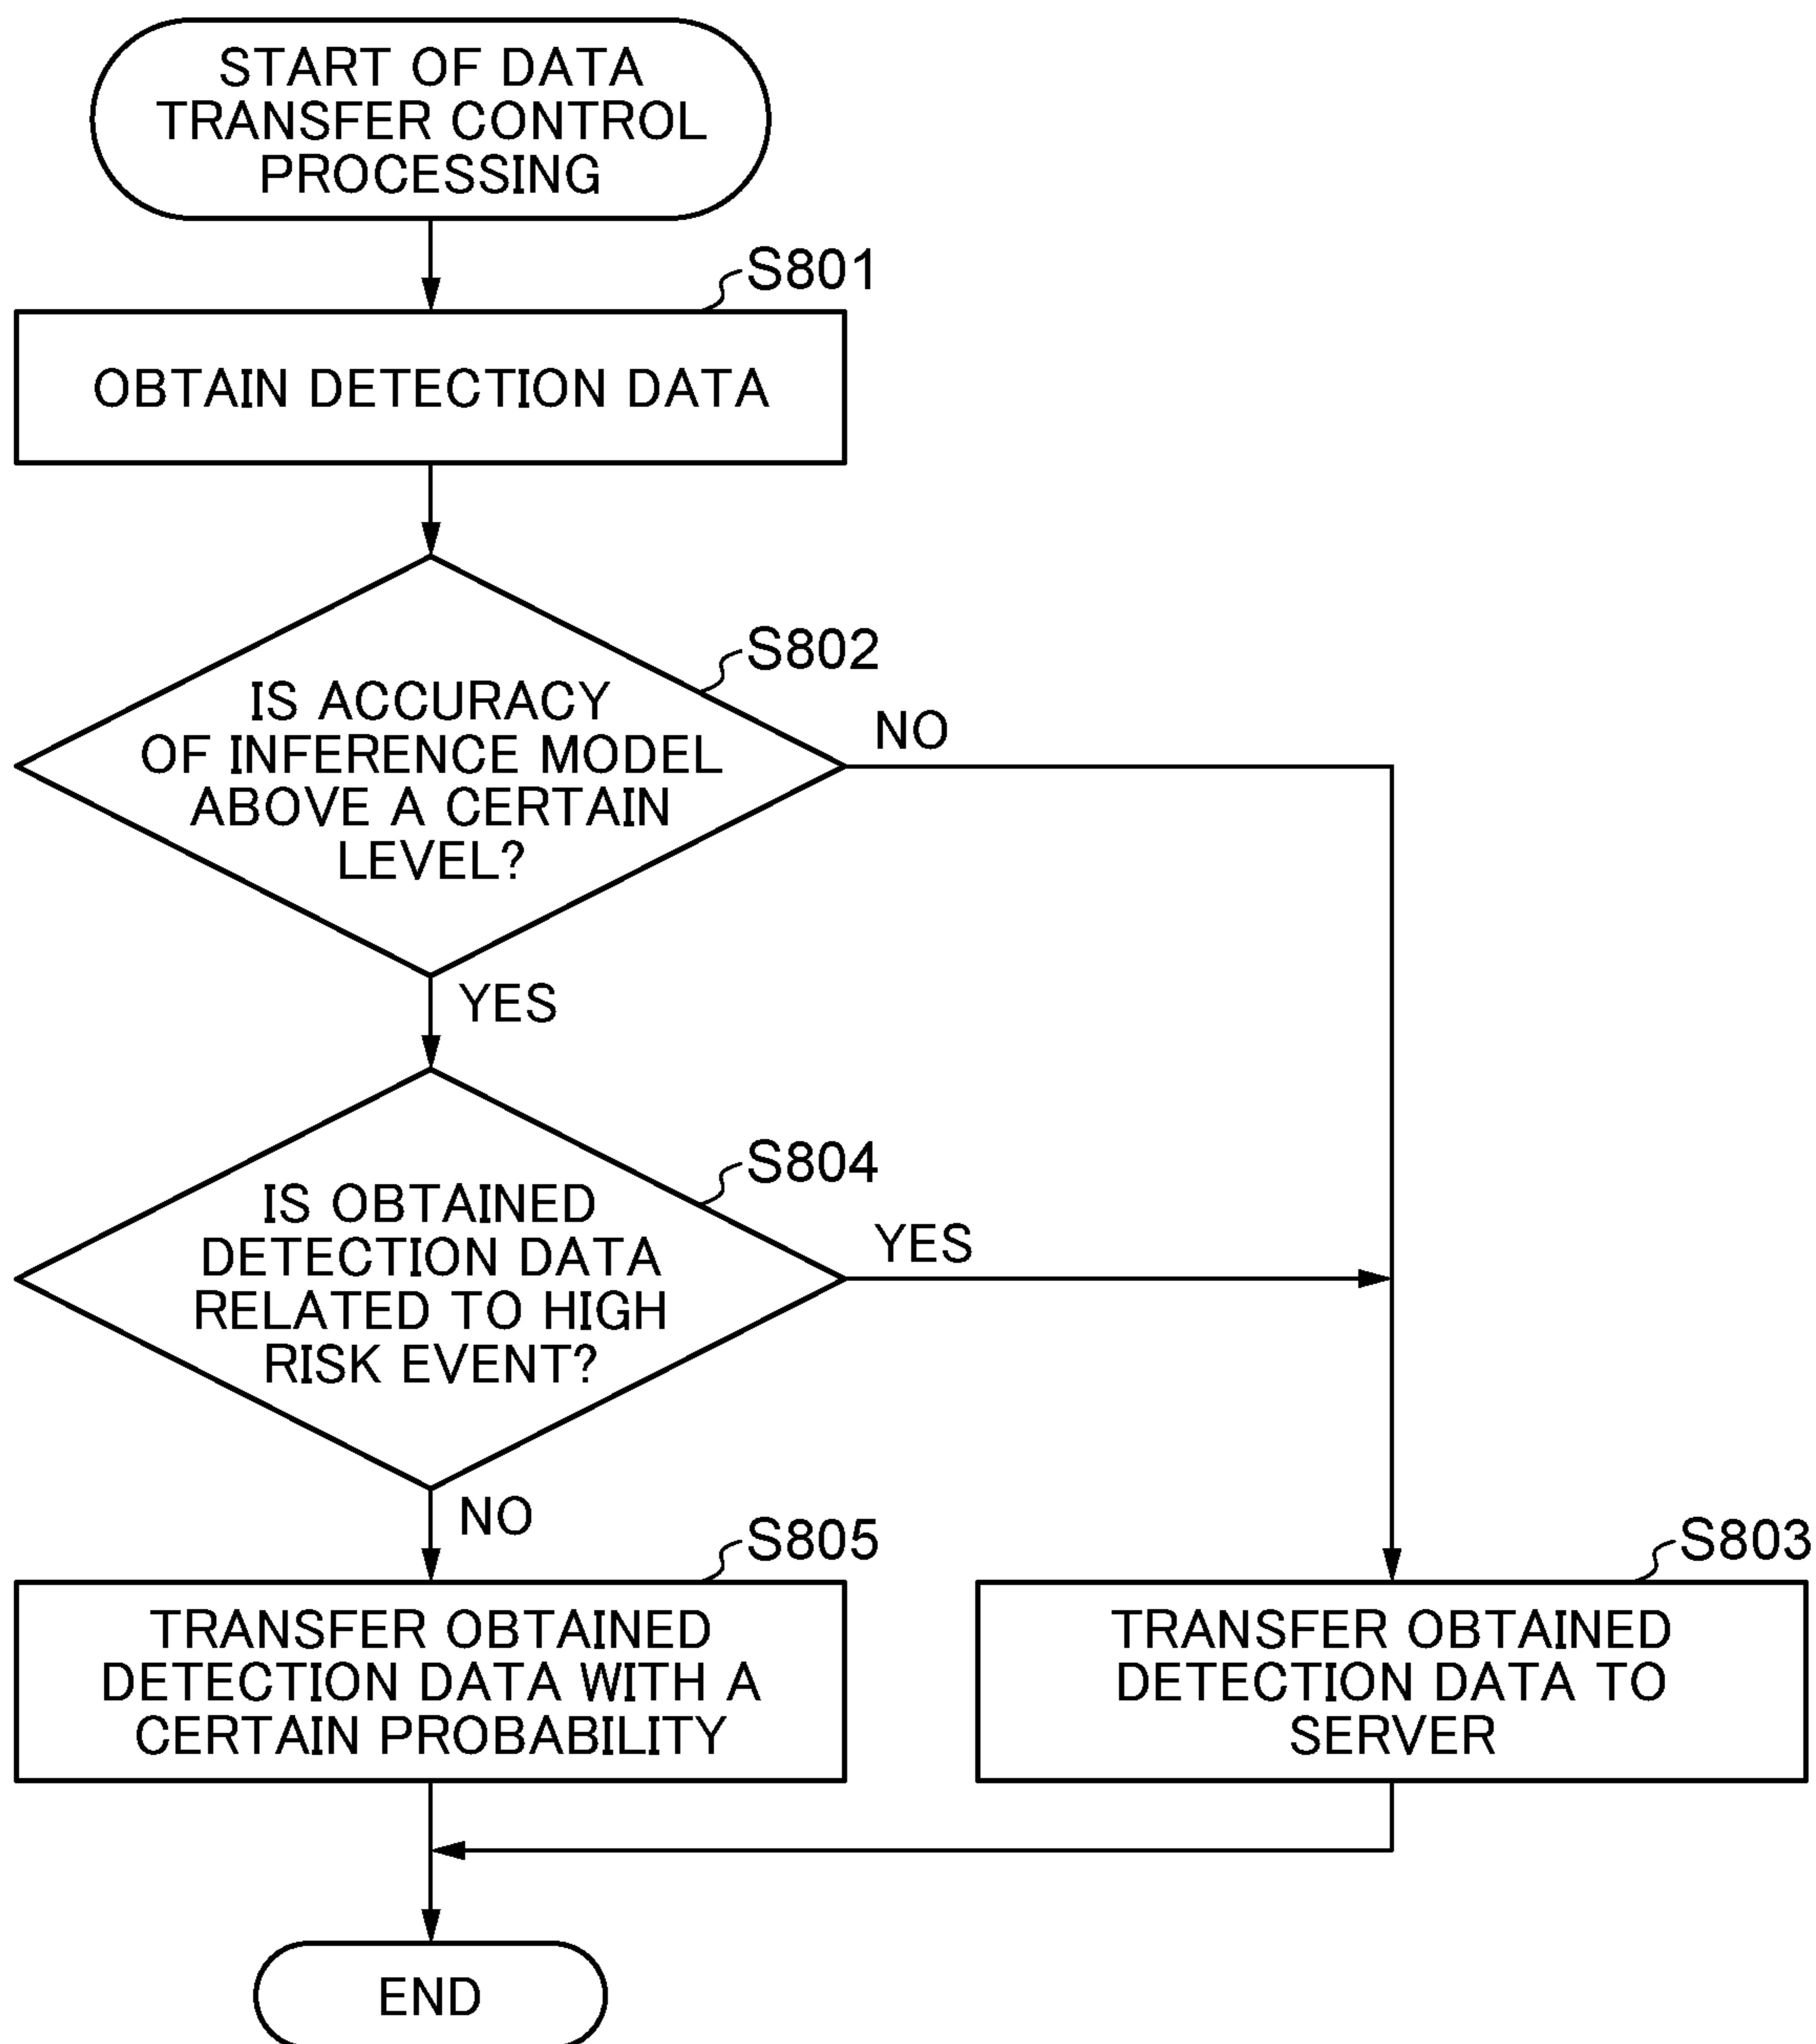 START OF DATA
TRANSFER CONTROL
PROCESSING
S801
OBTAIN DETECTION DATA
S802
IS ACCURACY
OF INFERENCE MODEL
ABOVE A CERTAIN
LEVEL?
NO
YES
S804
IS OBTAINED
DETECTION DATA
RELATED TO HIGH
RISK EVENT?
YES
NO
S805
TRANSFER OBTAINED
DETECTION DATA WITH A
CERTAIN PROBABILITY
S803
TRANSFER OBTAINED
DETECTION DATA TO
SERVER
END